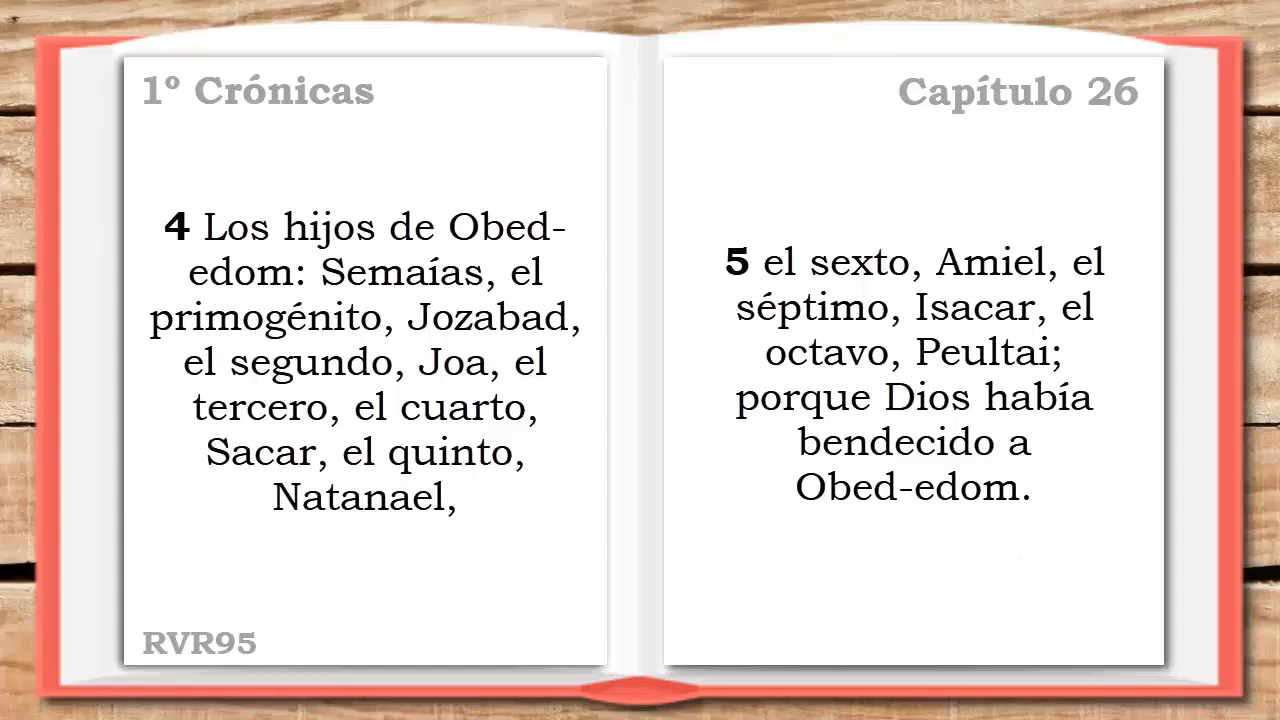 1º Crónicas
4 Los hijos de Obed-
edom: Semaías, el
primogénito, Jozabad,
el segundo, Joa, el
tercero, el cuarto,
Sacar, el quinto,
Natanael,
RVR95
Capítulo 26
5 el sexto, Amiel, el
séptimo, Isacar, el
octavo, Peultai;
porque Dios había
bendecido a
Obed-edom.